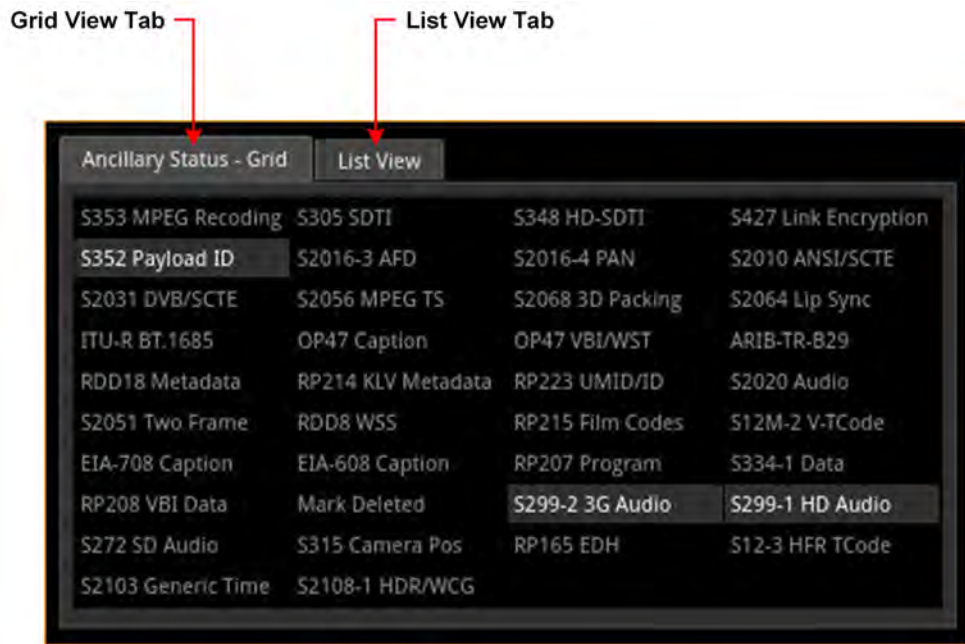 Grid View Tab List View Tab
Ancillary Status - Grid List View
S353 MPEG Recoding S305 SDTI S348 HD-SDTI S427 Link Encryption
S352 Payload ID S2016-3 AFD S2016-4 PAN S2010 ANSI/SCTE
S2031 DVB/SCTE S2056 MPEG TS S2068 3D Packing S2064 Lip Sync
ITU-R BT.1685 OP47 Caption OP47 VBI/WST ARIB-TR-B29
RDD18 Metadata RP214 KLV Metadata RP223 UMID/ID S2020 Audio
S2051 Two Frame RDD8 WSS RP215 Film Codes S12M-2 V-TCode
EIA-708 Caption EIA-608 Caption RP207 Program S334-1 Data
RP208 VBI Data Mark Deleted S299-2 3G Audio S299-1 HD Audio
S272 SD Audio S315 Camera Pos RP165 EDH S12-3 HFR TCode
S2103 Generic Time S2108-1 HDR/WCG